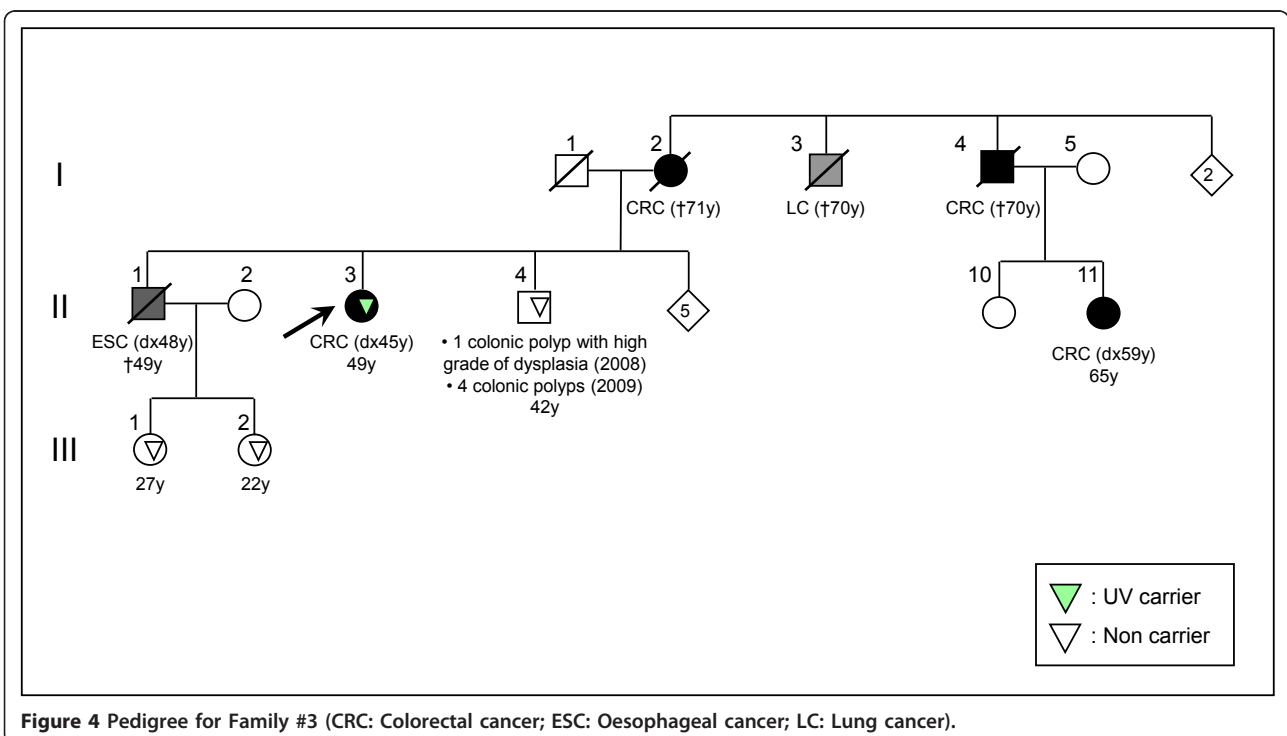 I
1
2
3
4
5
2
CRC (†71y)
LC (†70y)
CRC (†70y)
II
1
2
3
4
5
10
11
ESC (dx48y)
†49y
CRC (dx45y)
49y
• 1 colonic polyp with high
grade of dysplasia (2008)
• 4 colonic polyps (2009)
42y
CRC (dx59y)
65y
III
1
2
27y
22y
: UV carrier
: Non carrier
Figure 4 Pedigree for Family #3 (CRC: Colorectal cancer; ESC: Oesophageal cancer; LC: Lung cancer).